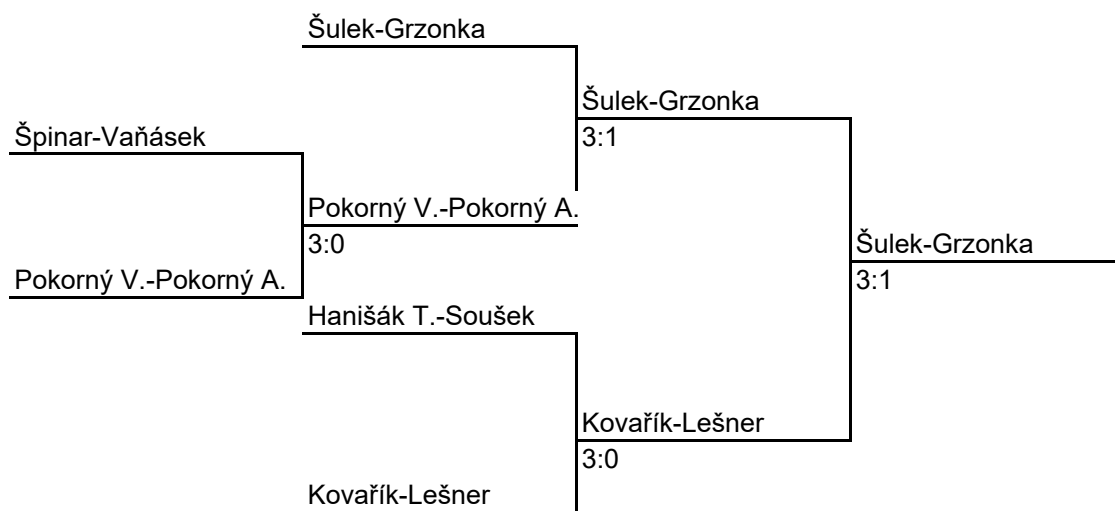 Šulek-Grzonka
Šulek-Grzonka
3:1
Špinar-Vaňásek
Pokorný V.-Pokorný A.
3:0
Šulek-Grzonka
3:1
Pokorný V.-Pokorný A.
Hanišák T.-Soušek
Kovařík-Lešner
3:0
Kovařík-Lešner